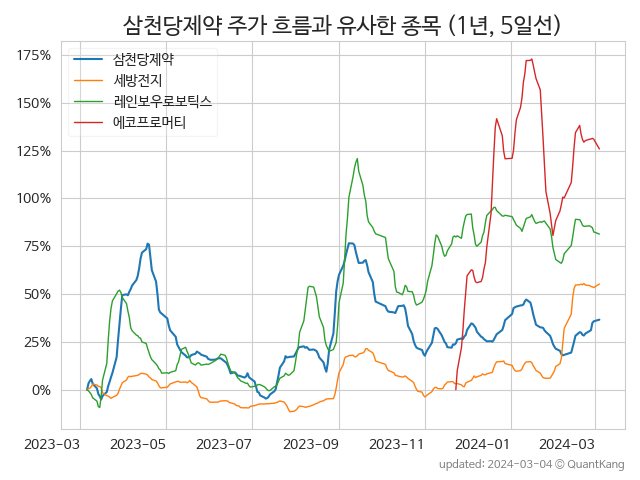 삼천당제약 주가 흐름과 유사한 종목 (1년, 5일선)
삼천당제약
세방전지
레인보우로보틱스
에코프로머티
175%
150%
125%
100%
75%
50%
25%
0%
2023-03 2023-05 2023-07 2023-09 2023-11 2024-01 2024-03
updated: 2024-03-04 © QuantKang